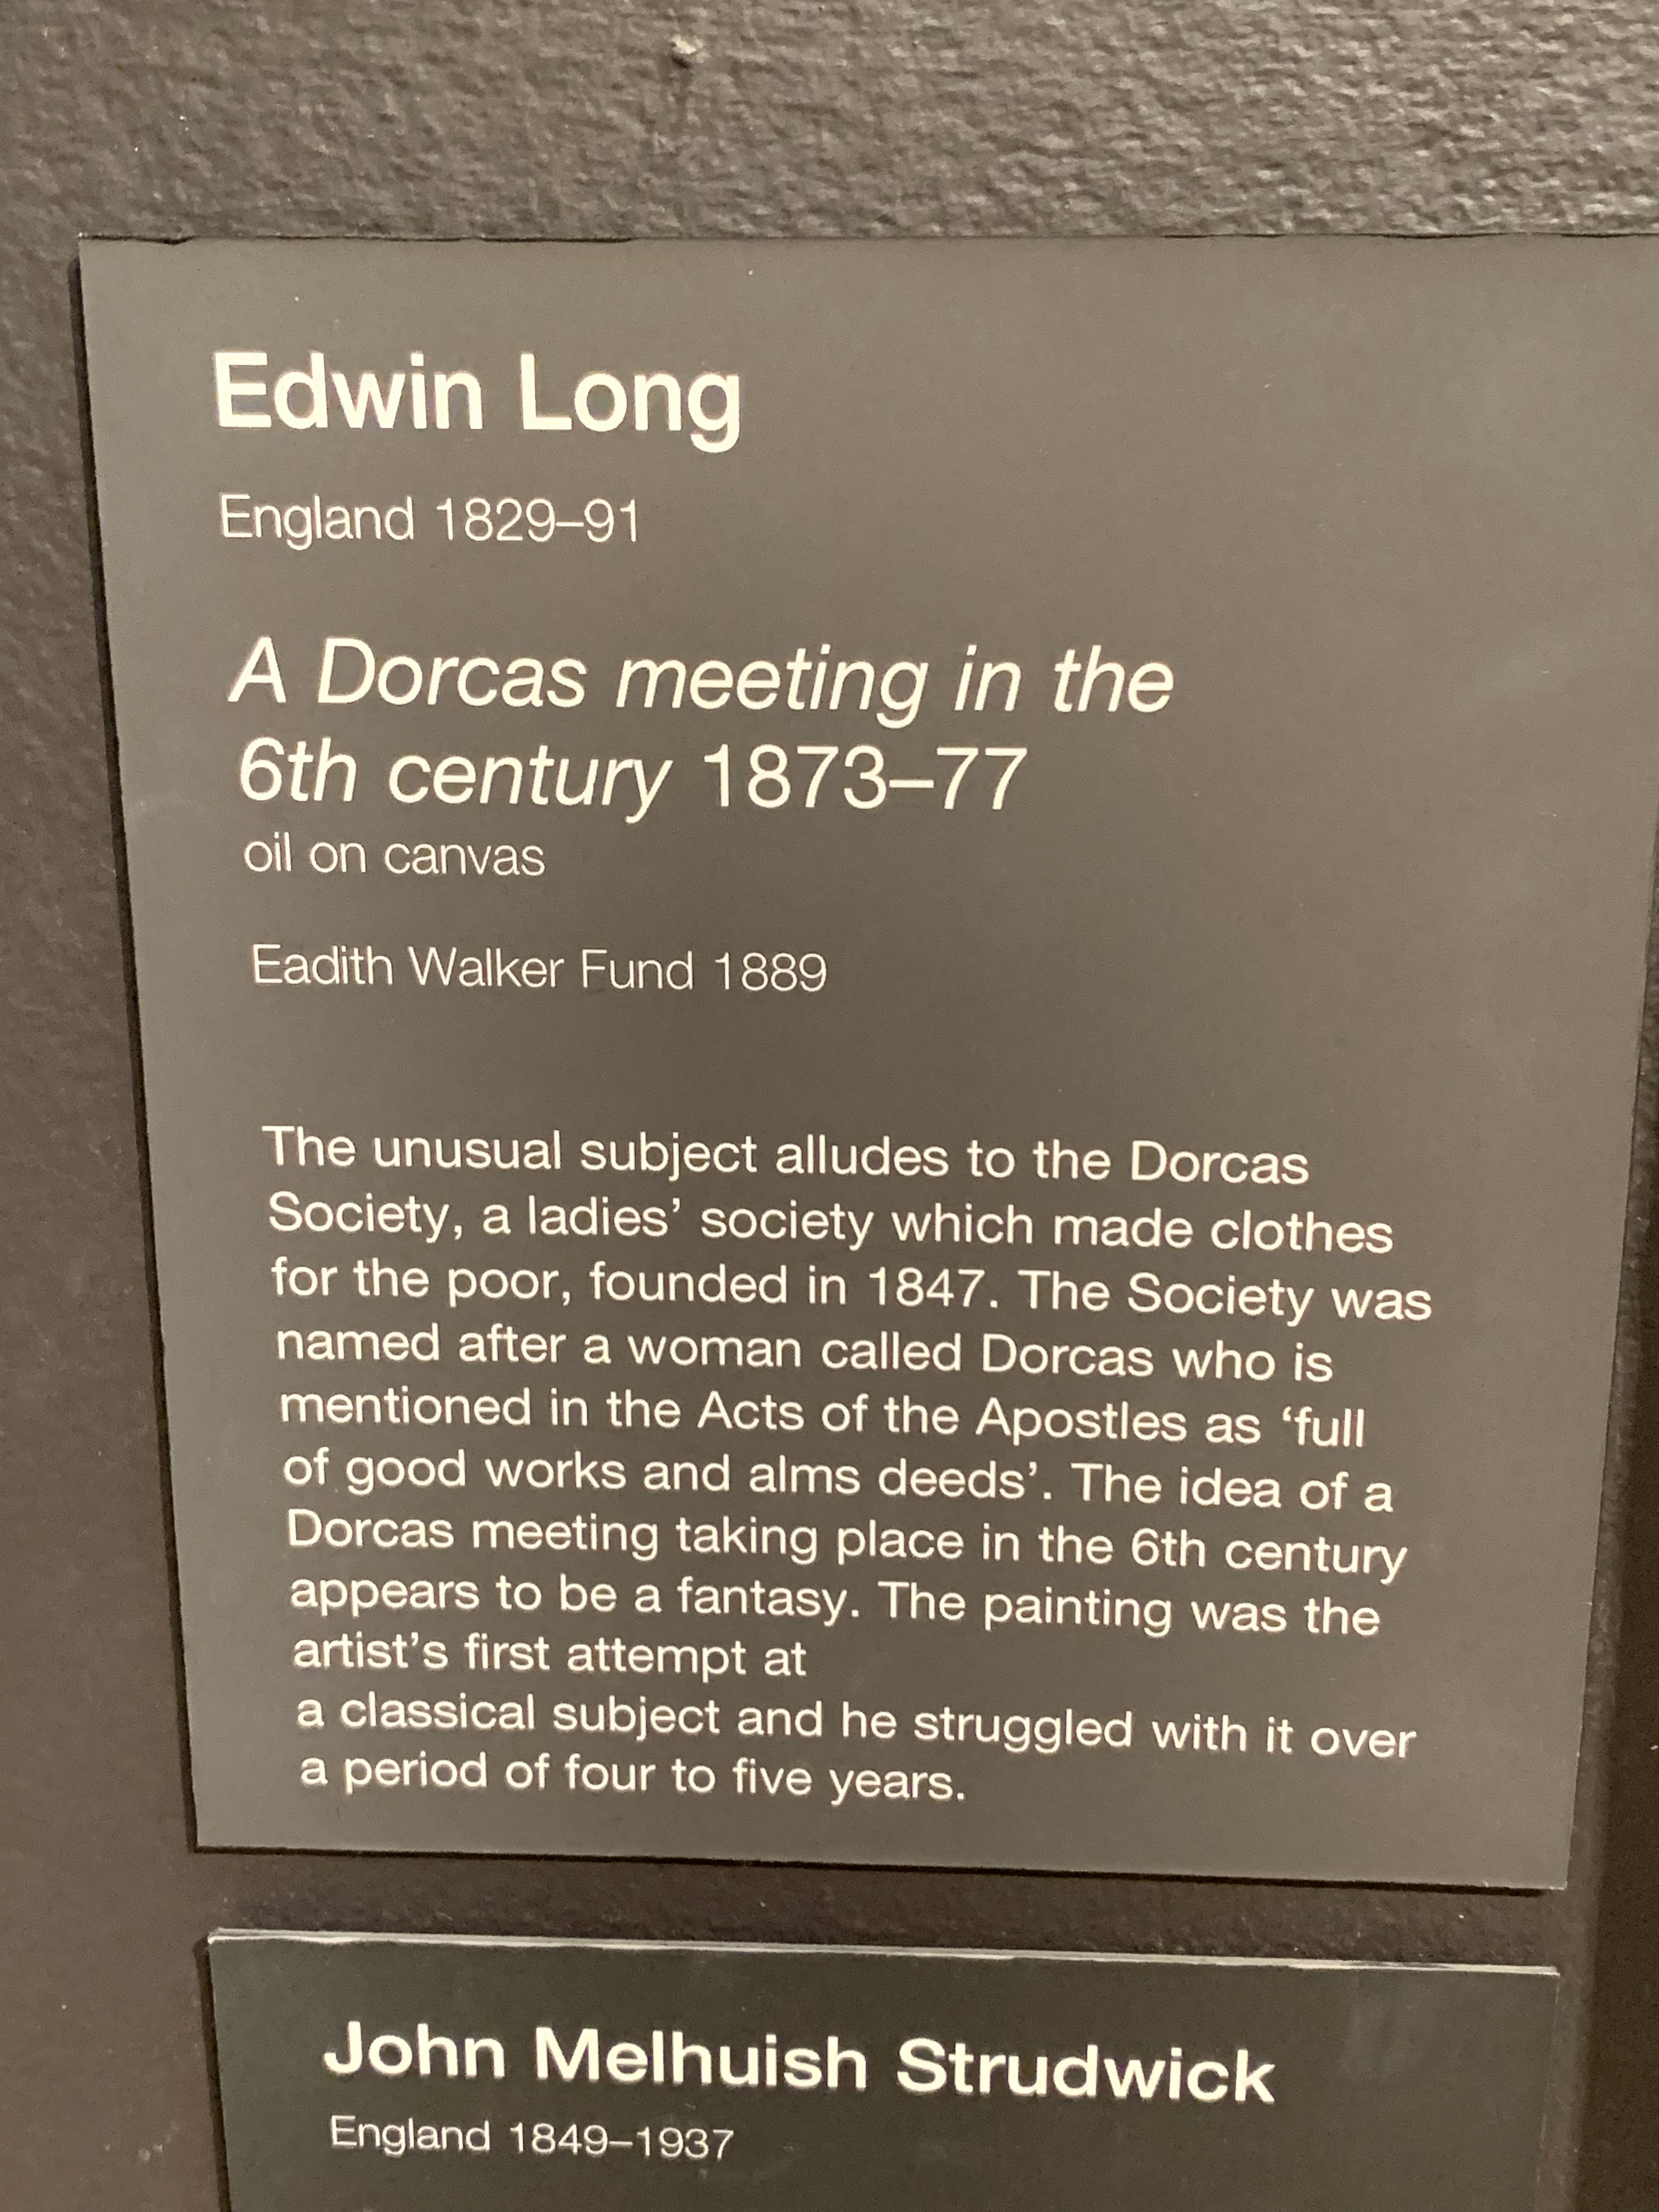 Edwin Long
England 1829–91
A Dorcas meeting in the
6th century 1873–77
oil on canvas
Eadith Walker Fund 1889
The unusual subject alludes to the Dorcas
Society, a ladies’ society which made clothes
for the poor, founded in 1847. The Society was
named after a woman called Dorcas who is
mentioned in the Acts of the Apostles as ‘full
of good works and alms deeds’. The idea of a
Dorcas meeting taking place in the 6th century
appears to be a fantasy. The painting was the
artist’s first attempt at
a classical subject and he struggled with it over
a period of four to five years.
John Melhuish Strudwick
England 1849–1937